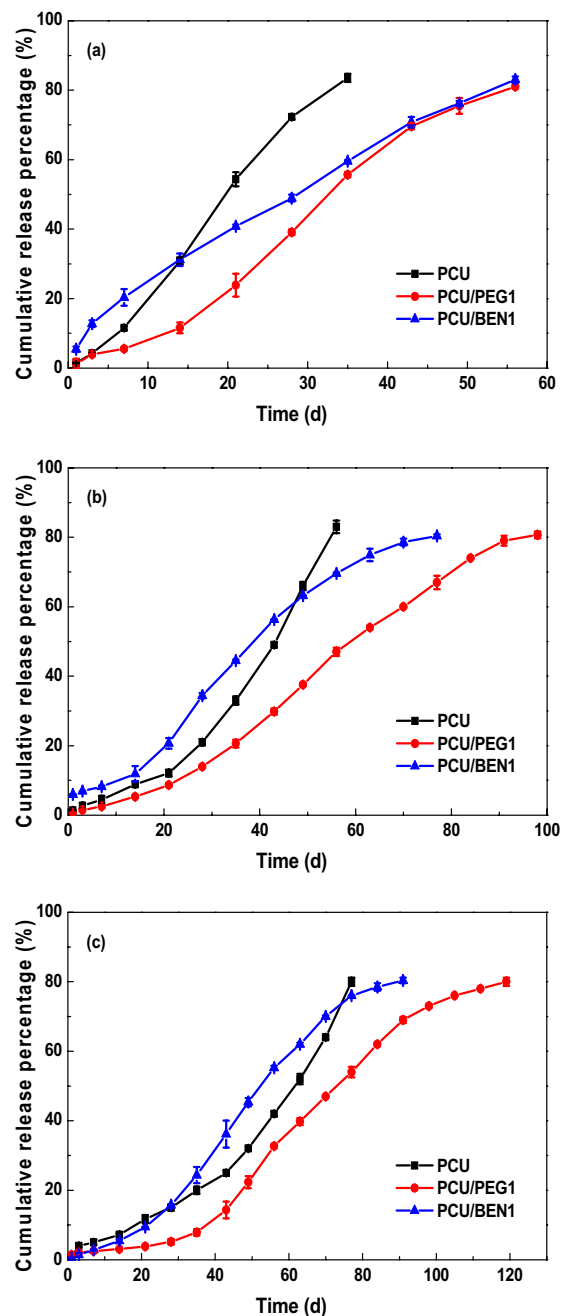 100
(a)
80
60
40
20
0
Cumulative release percentage (%)
PCU
PCU/PEG1
PCU/BEN1
0 10 20 30 40 50 60
Time (d)
100
(b)
80
60
40
20
0
Cumulative release percentage (%)
PCU
PCU/PEG1
PCU/BEN1
0 20 40 60 80 100
Time (d)
100
(c)
80
60
40
20
0
Cumulative release percentage (%)
PCU
PCU/PEG1
PCU/BEN1
0 20 40 60 80 100 120
Time (d)